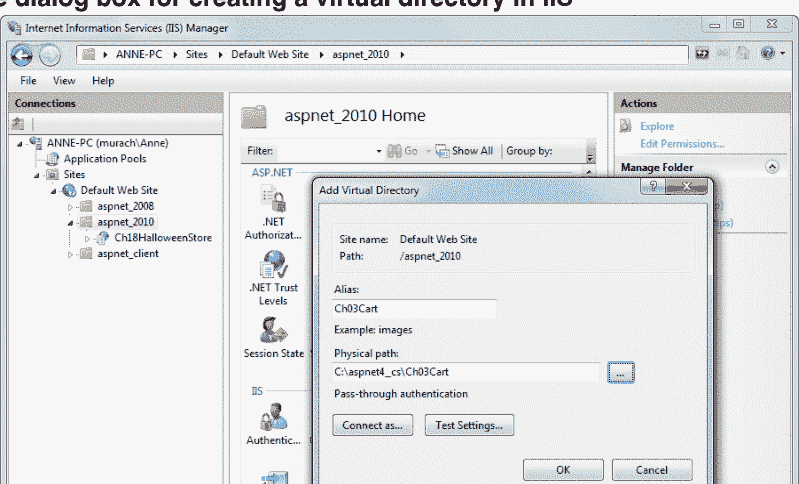 dialog box for creating a virtual directory in IIS
Internet Information Services (IIS) Manager
ANNE-PC Sites Default Web Site aspnet_2010
File View Help
Connections
ANNE-PC (murach\Anne)
Application Pools
Sites
Default Web Site
aspnet_2008
aspnet_2010
Ch18HalloweenStore
aspnet_client
aspnet_2010 Home
Filter: Go Show All Group by:
ASP.NET
.NET
Authorizat...
.NET Trust
Levels
Session State
IIS
Authentic...
Actions
Explore
Edit Permissions...
Manage Folder
Add Virtual Directory
Site name: Default Web Site
Path: /aspnet_2010
Alias:
Ch03Cart
Example: images
Physical path:
C:\aspnet4_cs\Ch03Cart
...
Pass-through authentication
Connect as... Test Settings...
OK Cancel